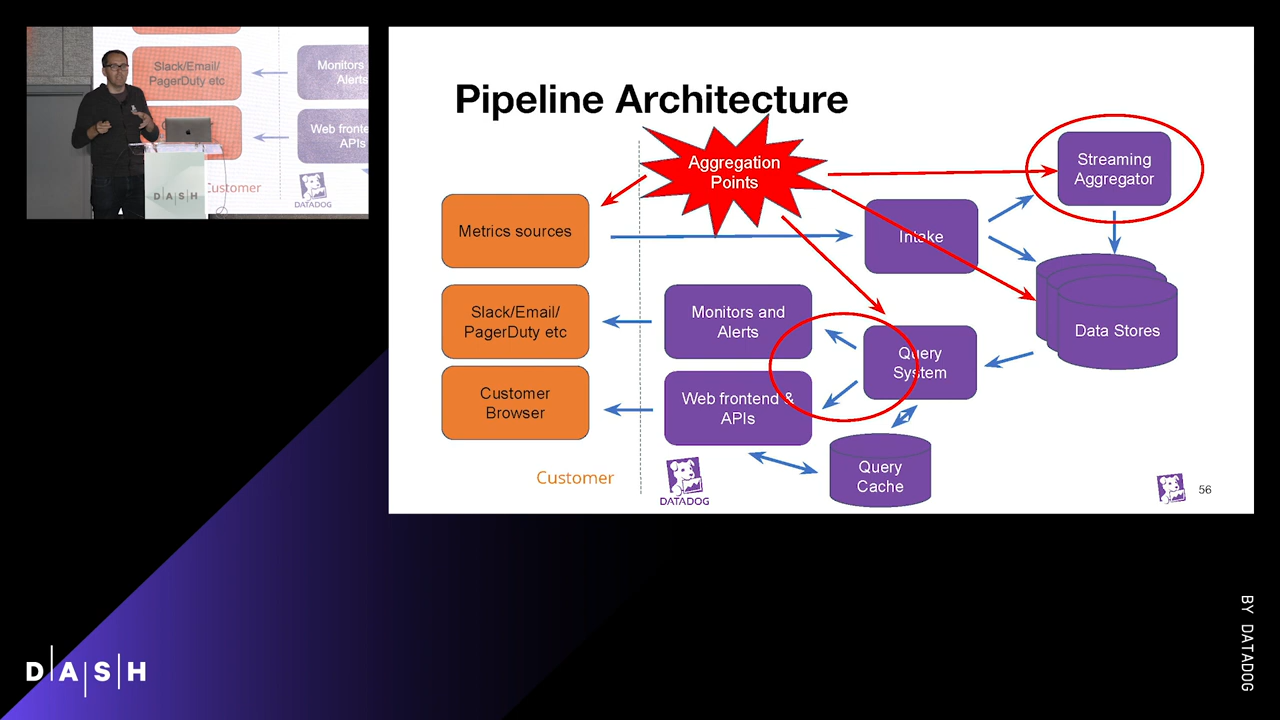 Slack/Email/
PagerDuty etc
Monitors
Alerts
Web fronte
APIs
D|A|S|H
Customer
DATADOG
Pipeline Architecture
Aggregation
Points
Streaming
Aggregator
Metrics sources
Intake
Slack/Email/
PagerDuty etc
Monitors and
Alerts
Query
System
Data Stores
Customer
Browser
Web frontend &
APIs
Query
Cache
Customer
DATADOG
56
D|A|S|H
BY DATADOG